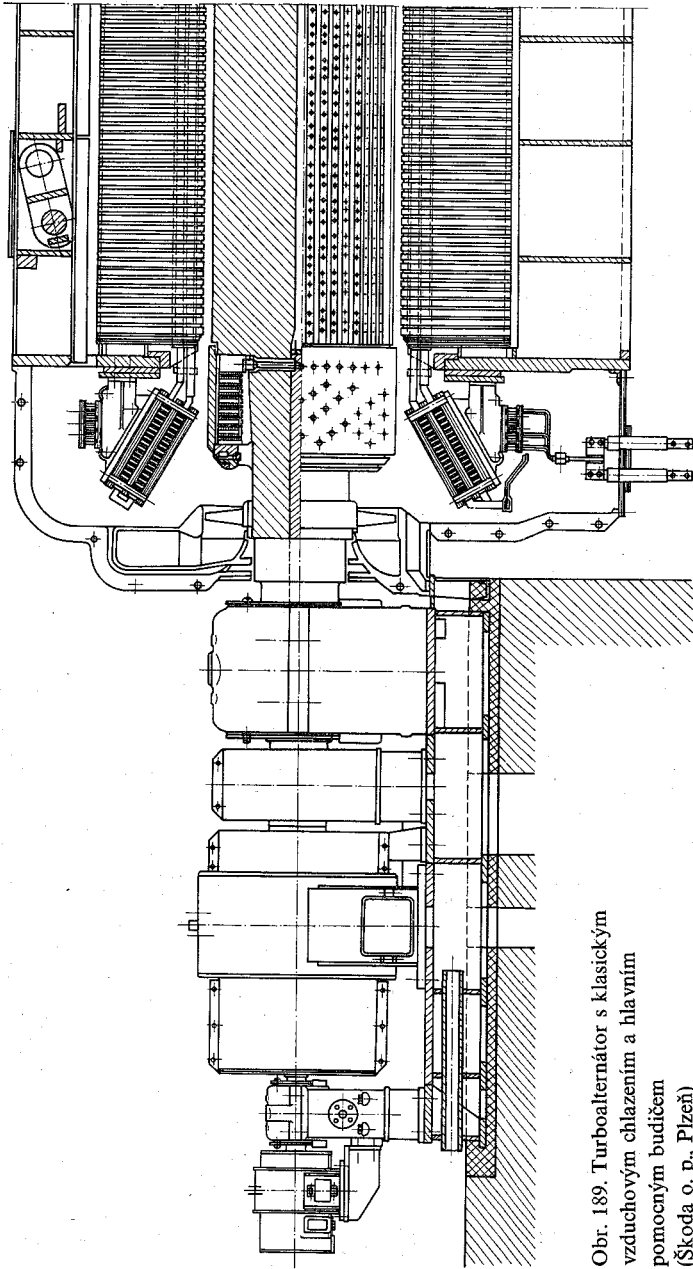 Obr. 189. Turboalternátor s klasickým
vzduchovým chlazením a hlavním
pomocným budičem
(Škoda o. p., Plzeň)